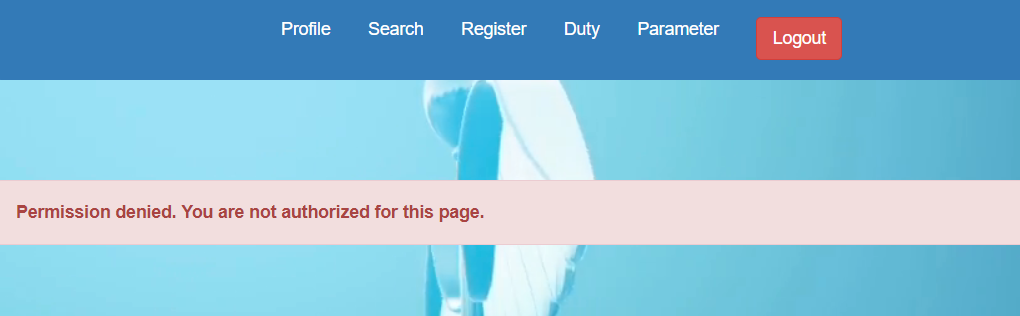 Profile Search Register Duty Parameter Logout
Permission denied. You are not authorized for this page.